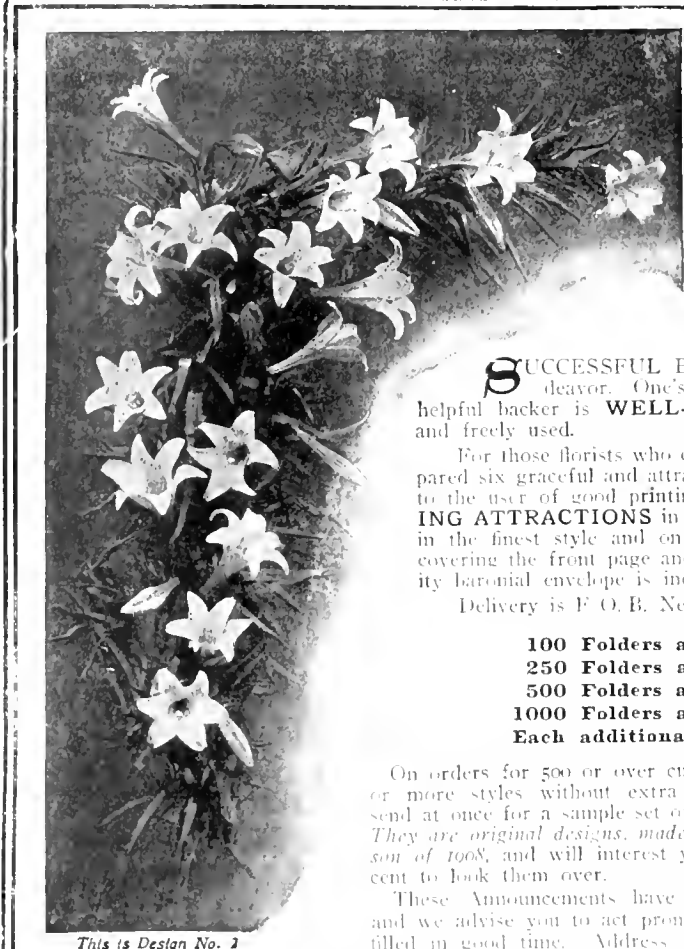 SUCCESSFUL E
deavor. One's
helpful backer is WELL-
and freely used.
For those florists who
pared six graceful and attra
to the user of good printin
ING ATTRACTIONS in
in the finest style and on
covering the front page an
ity baronial envelope is in
Delivery is F. O. B. Ne
100 Folders a
250 Folders a
500 Folders a
1000 Folders a
Each additiona
On orders for 500 or over cu
or more styles without extra
send at once for a sample set o
They are original designs, made
son of 1908, and will interest y
cent to look them over.
These Announcements have
and we advise you to act prom
filled in good time. Address
This is Design No. 2